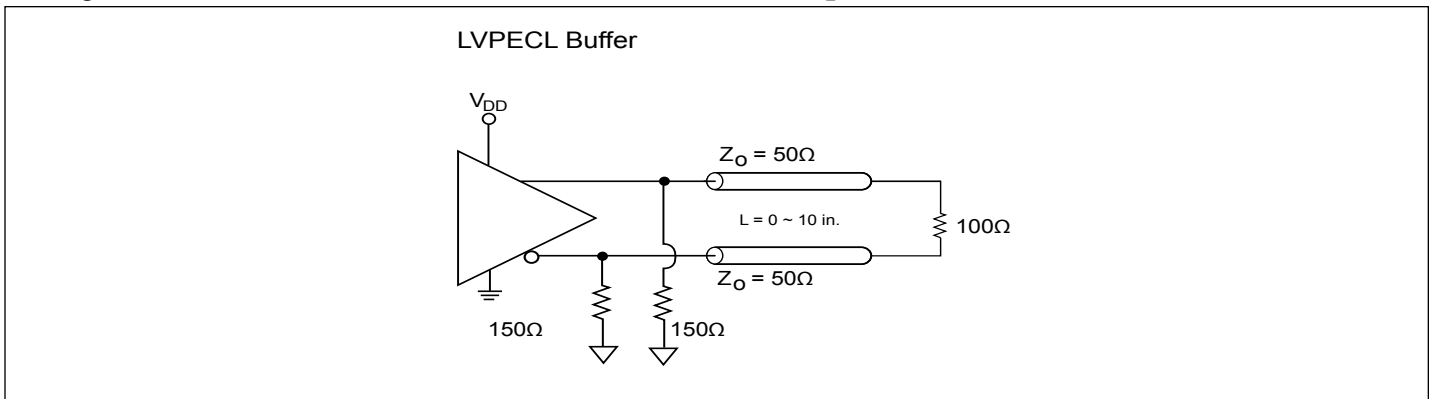 LVPECL Buffer
VDD
ZO = 50Ω
L = 0 ~ 10 in.
100Ω
ZO = 50Ω
150Ω
150Ω